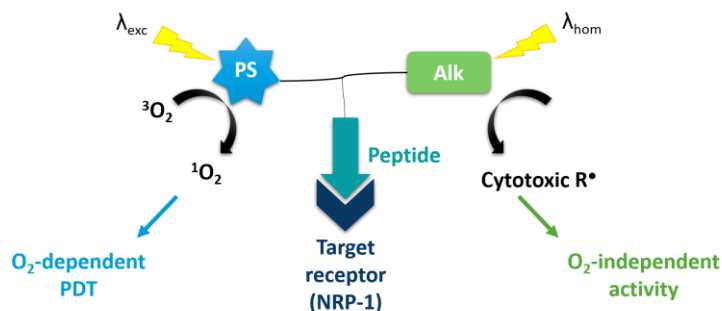 λexc
λhom
PS
Alk
³O₂
Peptide
¹O₂
Cytotoxic R•
O₂-dependent
PDT
Target
receptor
(NRP-1)
O₂-independent
activity